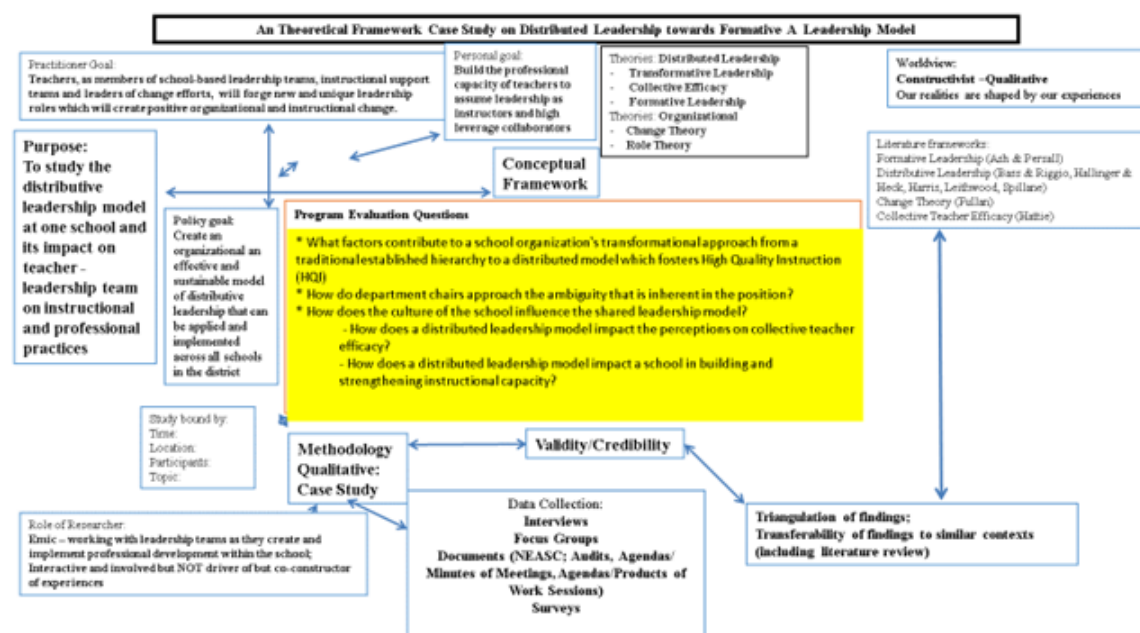 An Theoretical Framework Case Study on Distributed Leadership towards Formative A Leadership Model
Practitioner Goal:
Teachers, as members of school-based leadership teams, instructional support
teams and leaders of change efforts, will forge new and unique leadership
roles which will create positive organizational and instructional change.
Personal goal:
Build the professional
capacity of teachers to
assume leadership as
instructors and high
leverage collaborators
Theories: Distributed Leadership
- Transformative Leadership
- Collective Efficacy
- Formative Leadership
Theories: Organizational
- Change Theory
- Role Theory
Worldview:
Constructivist –Qualitative
Our realities are shaped by our experiences
Purpose:
To study the
distributive
leadership model
at one school and
its impact on
teacher -
leadership team
on instructional
and professional
practices
Conceptual
Framework
Literature frameworks:
Formative Leadership (Ash & Persall)
Distributive Leadership (Bass & Riggio, Hallinger &
Heck, Harris, Leithwood, Spillane)
Change Theory (Fullan)
Collective Teacher Efficacy (Hattie)
Policy goal:
Create an
organizational an
effective and
sustainable model
of distributive
leadership that can
be applied and
implemented
across all schools
in the district
Program Evaluation Questions
* What factors contribute to a school organization's transformational approach from a
traditional established hierarchy to a distributed model which fosters High Quality Instruction
(HQI)
* How do department chairs approach the ambiguity that is inherent in the position?
* How does the culture of the school influence the shared leadership model?
- How does a distributed leadership model impact the perceptions on collective teacher
efficacy?
- How does a distributed leadership model impact a school in building and
strengthening instructional capacity?
Study bound by:
Time:
Location:
Participants:
Topic:
Methodology
Qualitative:
Case Study
Validity/Credibility
Role of Researcher:
Emic – working with leadership teams as they create and
implement professional development within the school;
Interactive and involved but NOT driver of but co-constructor
of experiences
Data Collection:
Interviews
Focus Groups
Documents (NEASC; Audits, Agendas/
Minutes of Meetings, Agendas/Products of
Work Sessions)
Surveys
Triangulation of findings;
Transferability of findings to similar contexts
(including literature review)